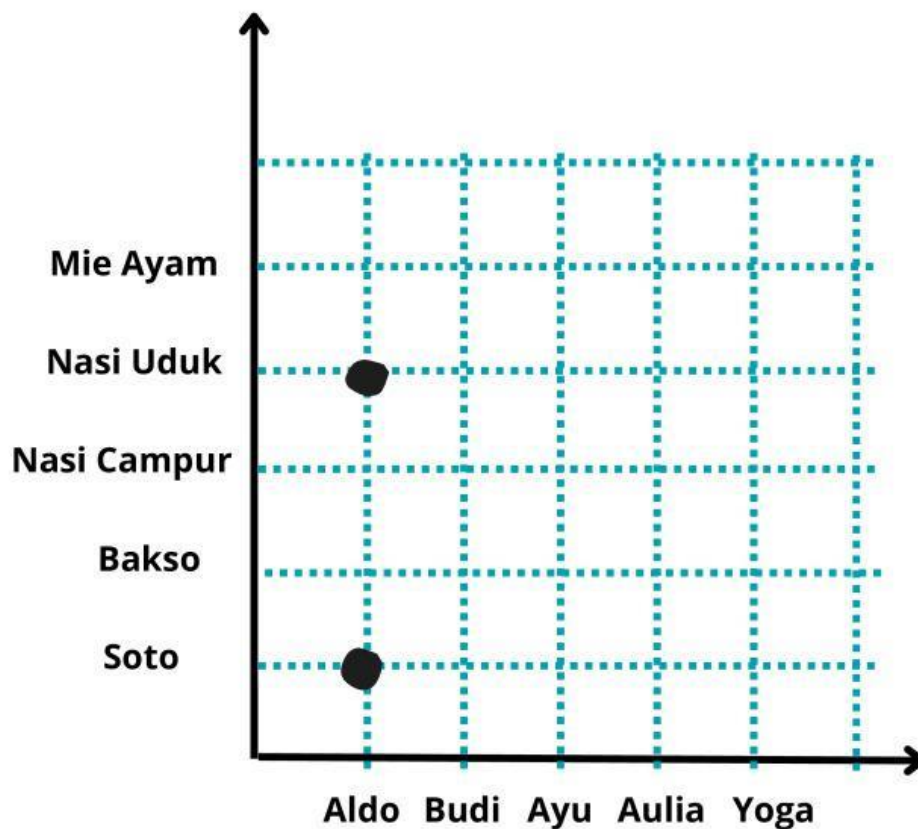 Mie Ayam
Nasi Uduk
Nasi Campur
Bakso
Soto
Aldo Budi Ayu Aulia Yoga